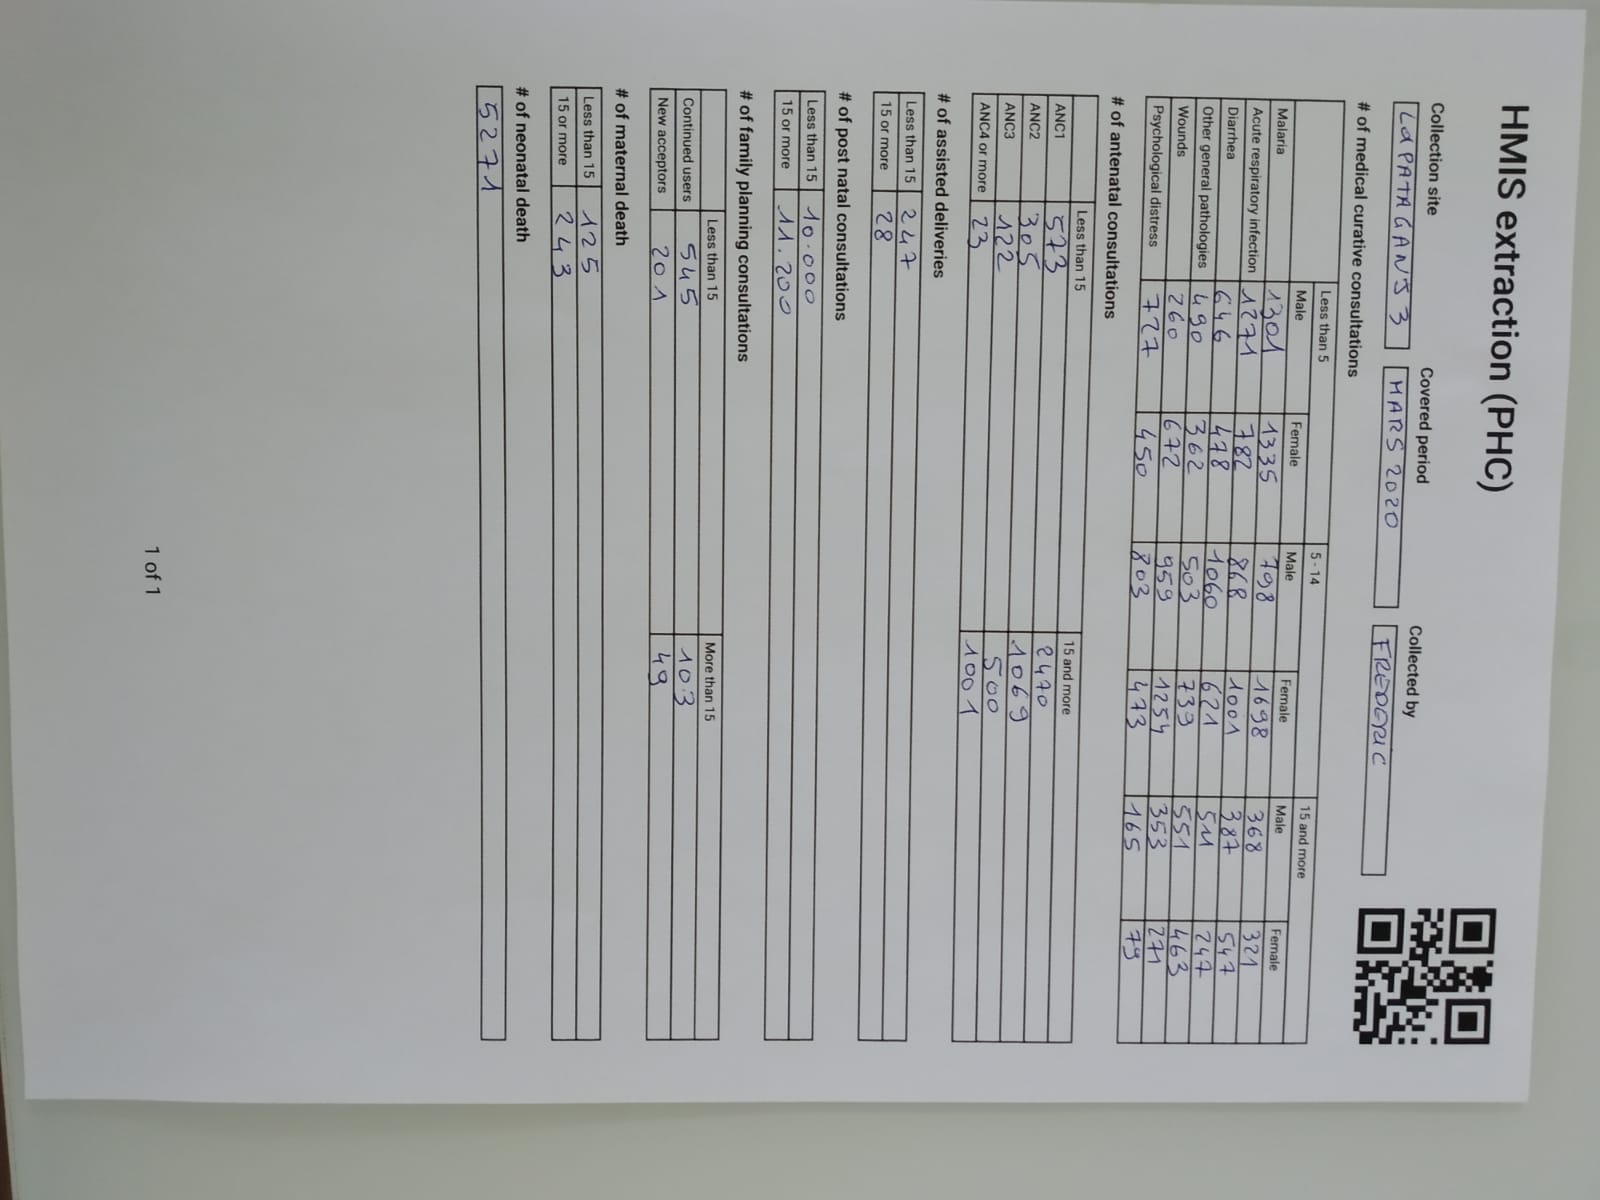 HMIS extraction (PHC)
Collection site Covered period Collected by
LAPATAGANJ 3 MARS 2020 FREDERIC
# of medical curative consultations
Less than 5 5 - 14 15 and more
Male Female Male Female Male Female
Malaria 1301 1335 798 1698 368 321
Acute respiratory infection 1271 782 868 1001 387 547
Diarrhea 646 478 1060 621 511 247
Other general pathologies 490 362 503 739 551 463
Wounds 260 672 959 1254 353 271
Psychological distress 727 450 803 473 165 79
# of antenatal consultations
Less than 15 15 and more
ANC1 573 2470
ANC2 305 1069
ANC3 122 500
ANC4 or more 23 1001
# of assisted deliveries
Less than 15 247
15 or more 28
# of post natal consultations
Less than 15 10.000
15 or more 11.200
# of family planning consultations
Less than 15 More than 15
Continued users 545 103
New acceptors 201 49
# of maternal death
Less than 15 125
15 or more 243
# of neonatal death
5271
1 of 1